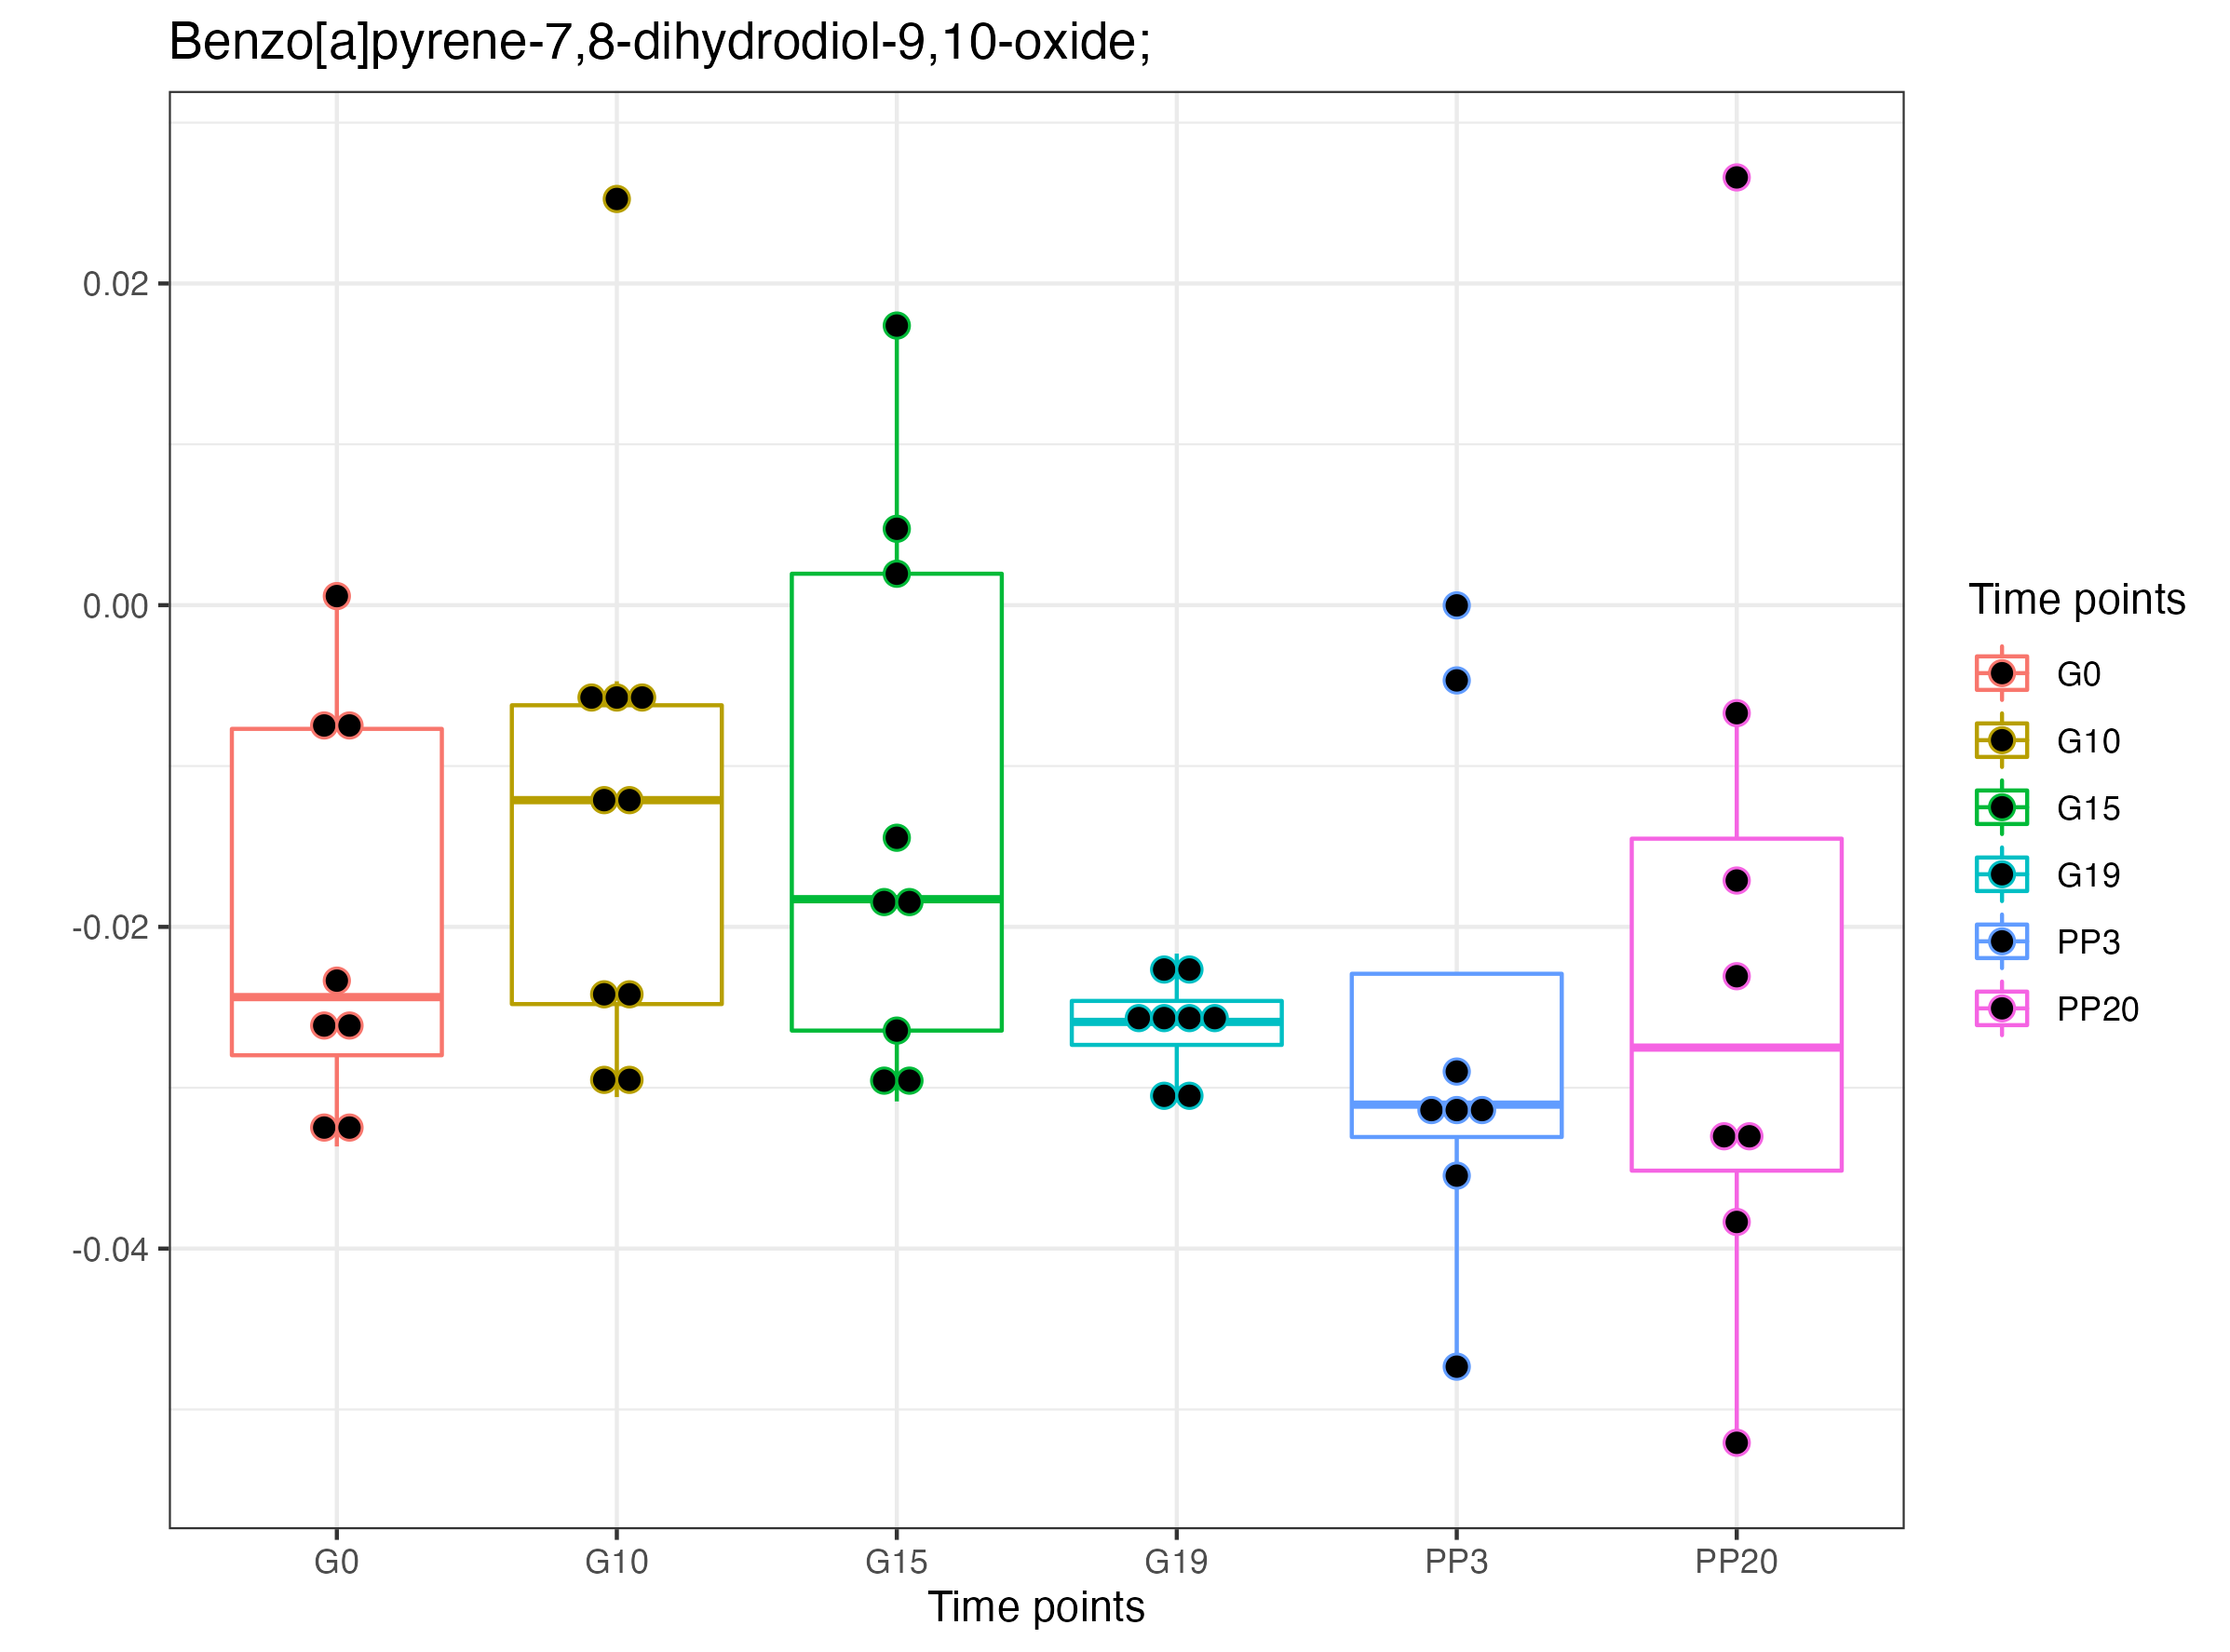 Benzo[a]pyrene-7,8-dihydrodiol-9,10-oxide;
0.02
0.00
-0.02
-0.04
G0 G10 G15 G19 PP3 PP20
Time points
Time points
G0
G10
G15
G19
PP3
PP20